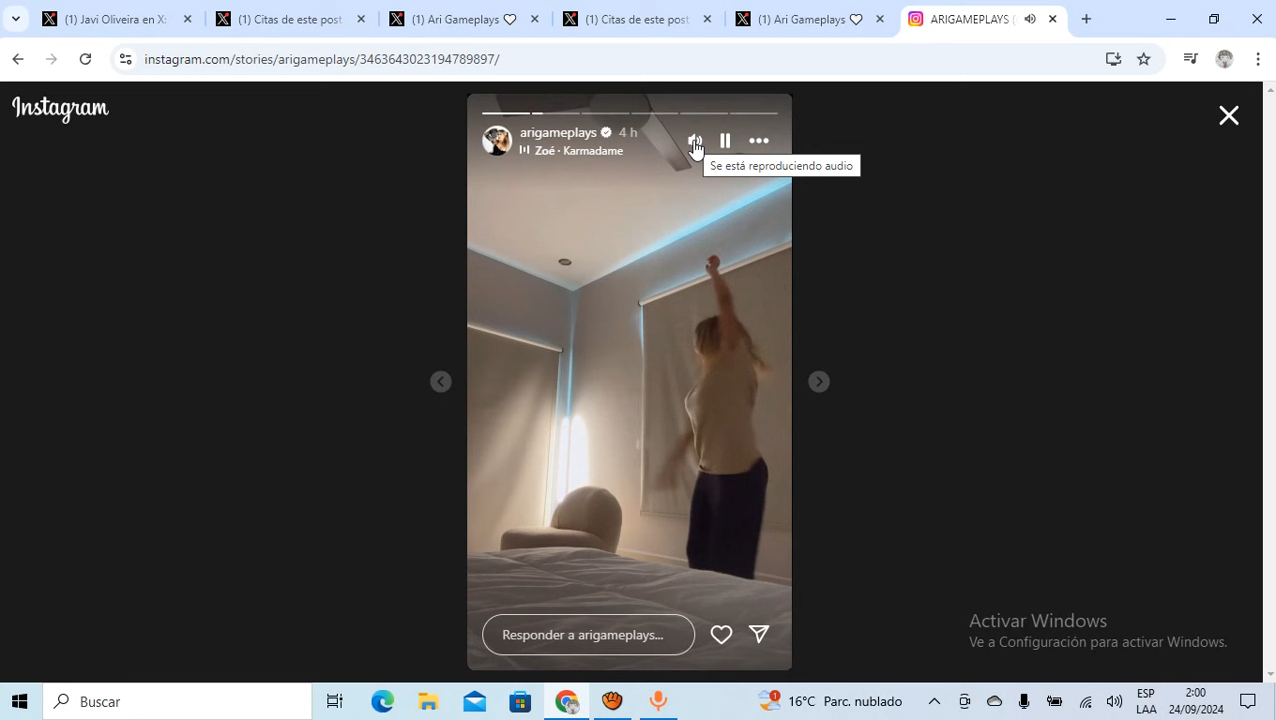 (1) Javi Oliveira en X:
(1) Citas de este post
(1) Ari Gameplays
(1) Citas de este post
(1) Ari Gameplays
ARIGAMEPLAYS (
instagram.com/stories/arigameplays/3463643023194789897/
Instagram
arigameplays 4 h
Zoé · Karmadame
Se está reproduciendo audio
Responder a arigameplays...
Activar Windows
Ve a Configuración para activar Windows.
Buscar
1
16°C Parc. nublado
ESP
LAA
2:00
24/09/2024